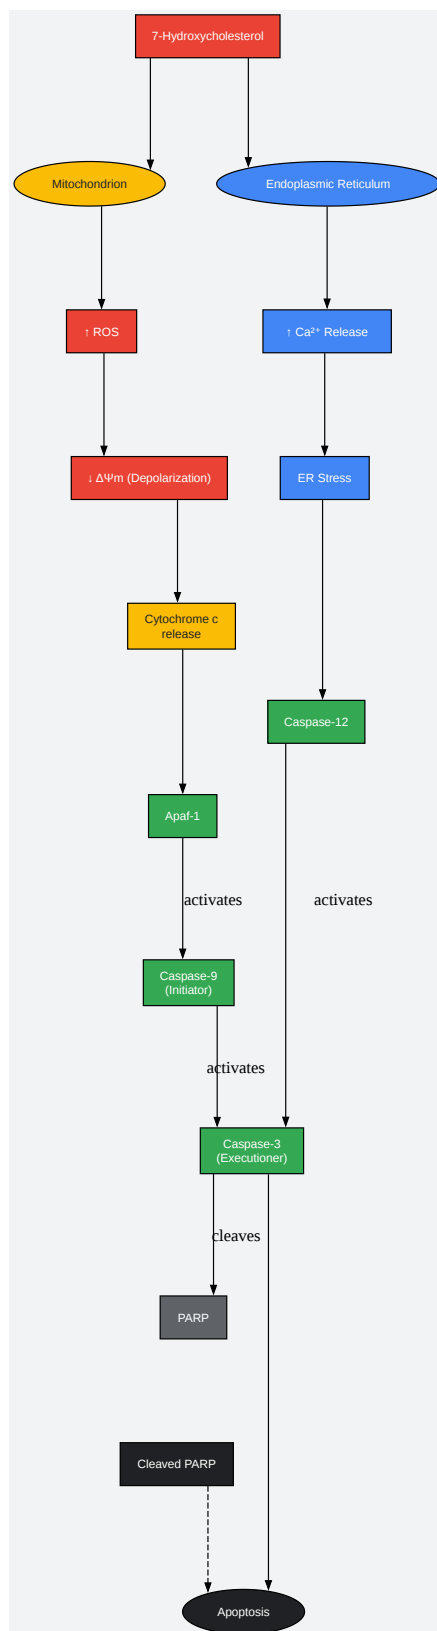 7-Hydroxycholesterol
Mitochondrion
Endoplasmic Reticulum
↑ ROS
↑ Ca²⁺ Release
↓ ΔΨm (Depolarization)
ER Stress
Cytochrome c
release
Caspase-12
Apaf-1
activates
activates
Caspase-9
(Initiator)
activates
Caspase-3
(Executioner)
cleaves
PARP
Cleaved PARP
Apoptosis